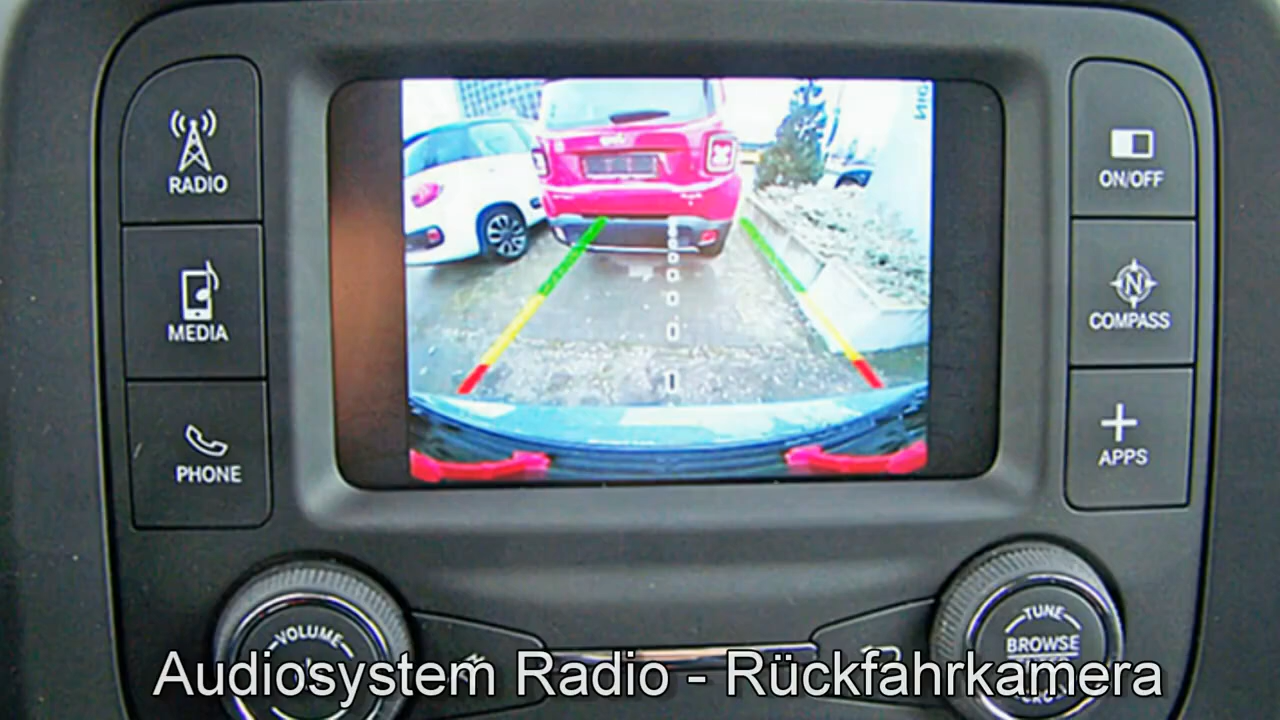 RADIO
MEDIA
PHONE
ON/OFF
N
COMPASS
APPS
VOLUME
TUNE
BROWSE
Audiosystem Radio - Rückfahrkamera